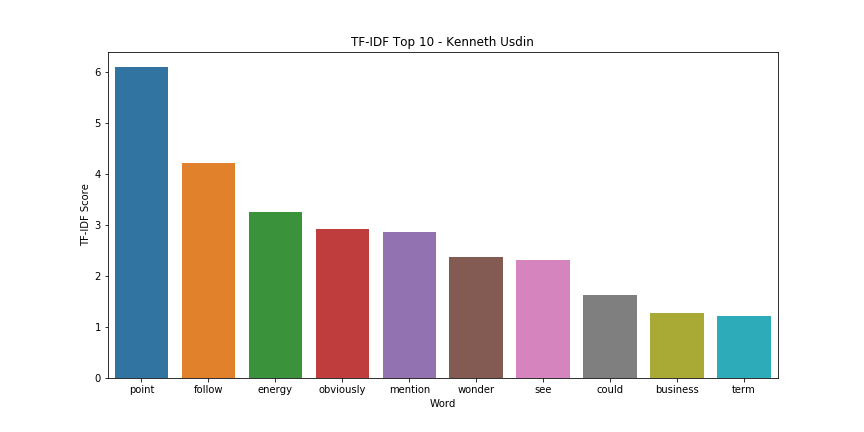 TF-IDF Top 10 - Kenneth Usdin
TF-IDF Score
6
5
4
3
2
1
0
point follow energy obviously mention wonder see could business term
Word